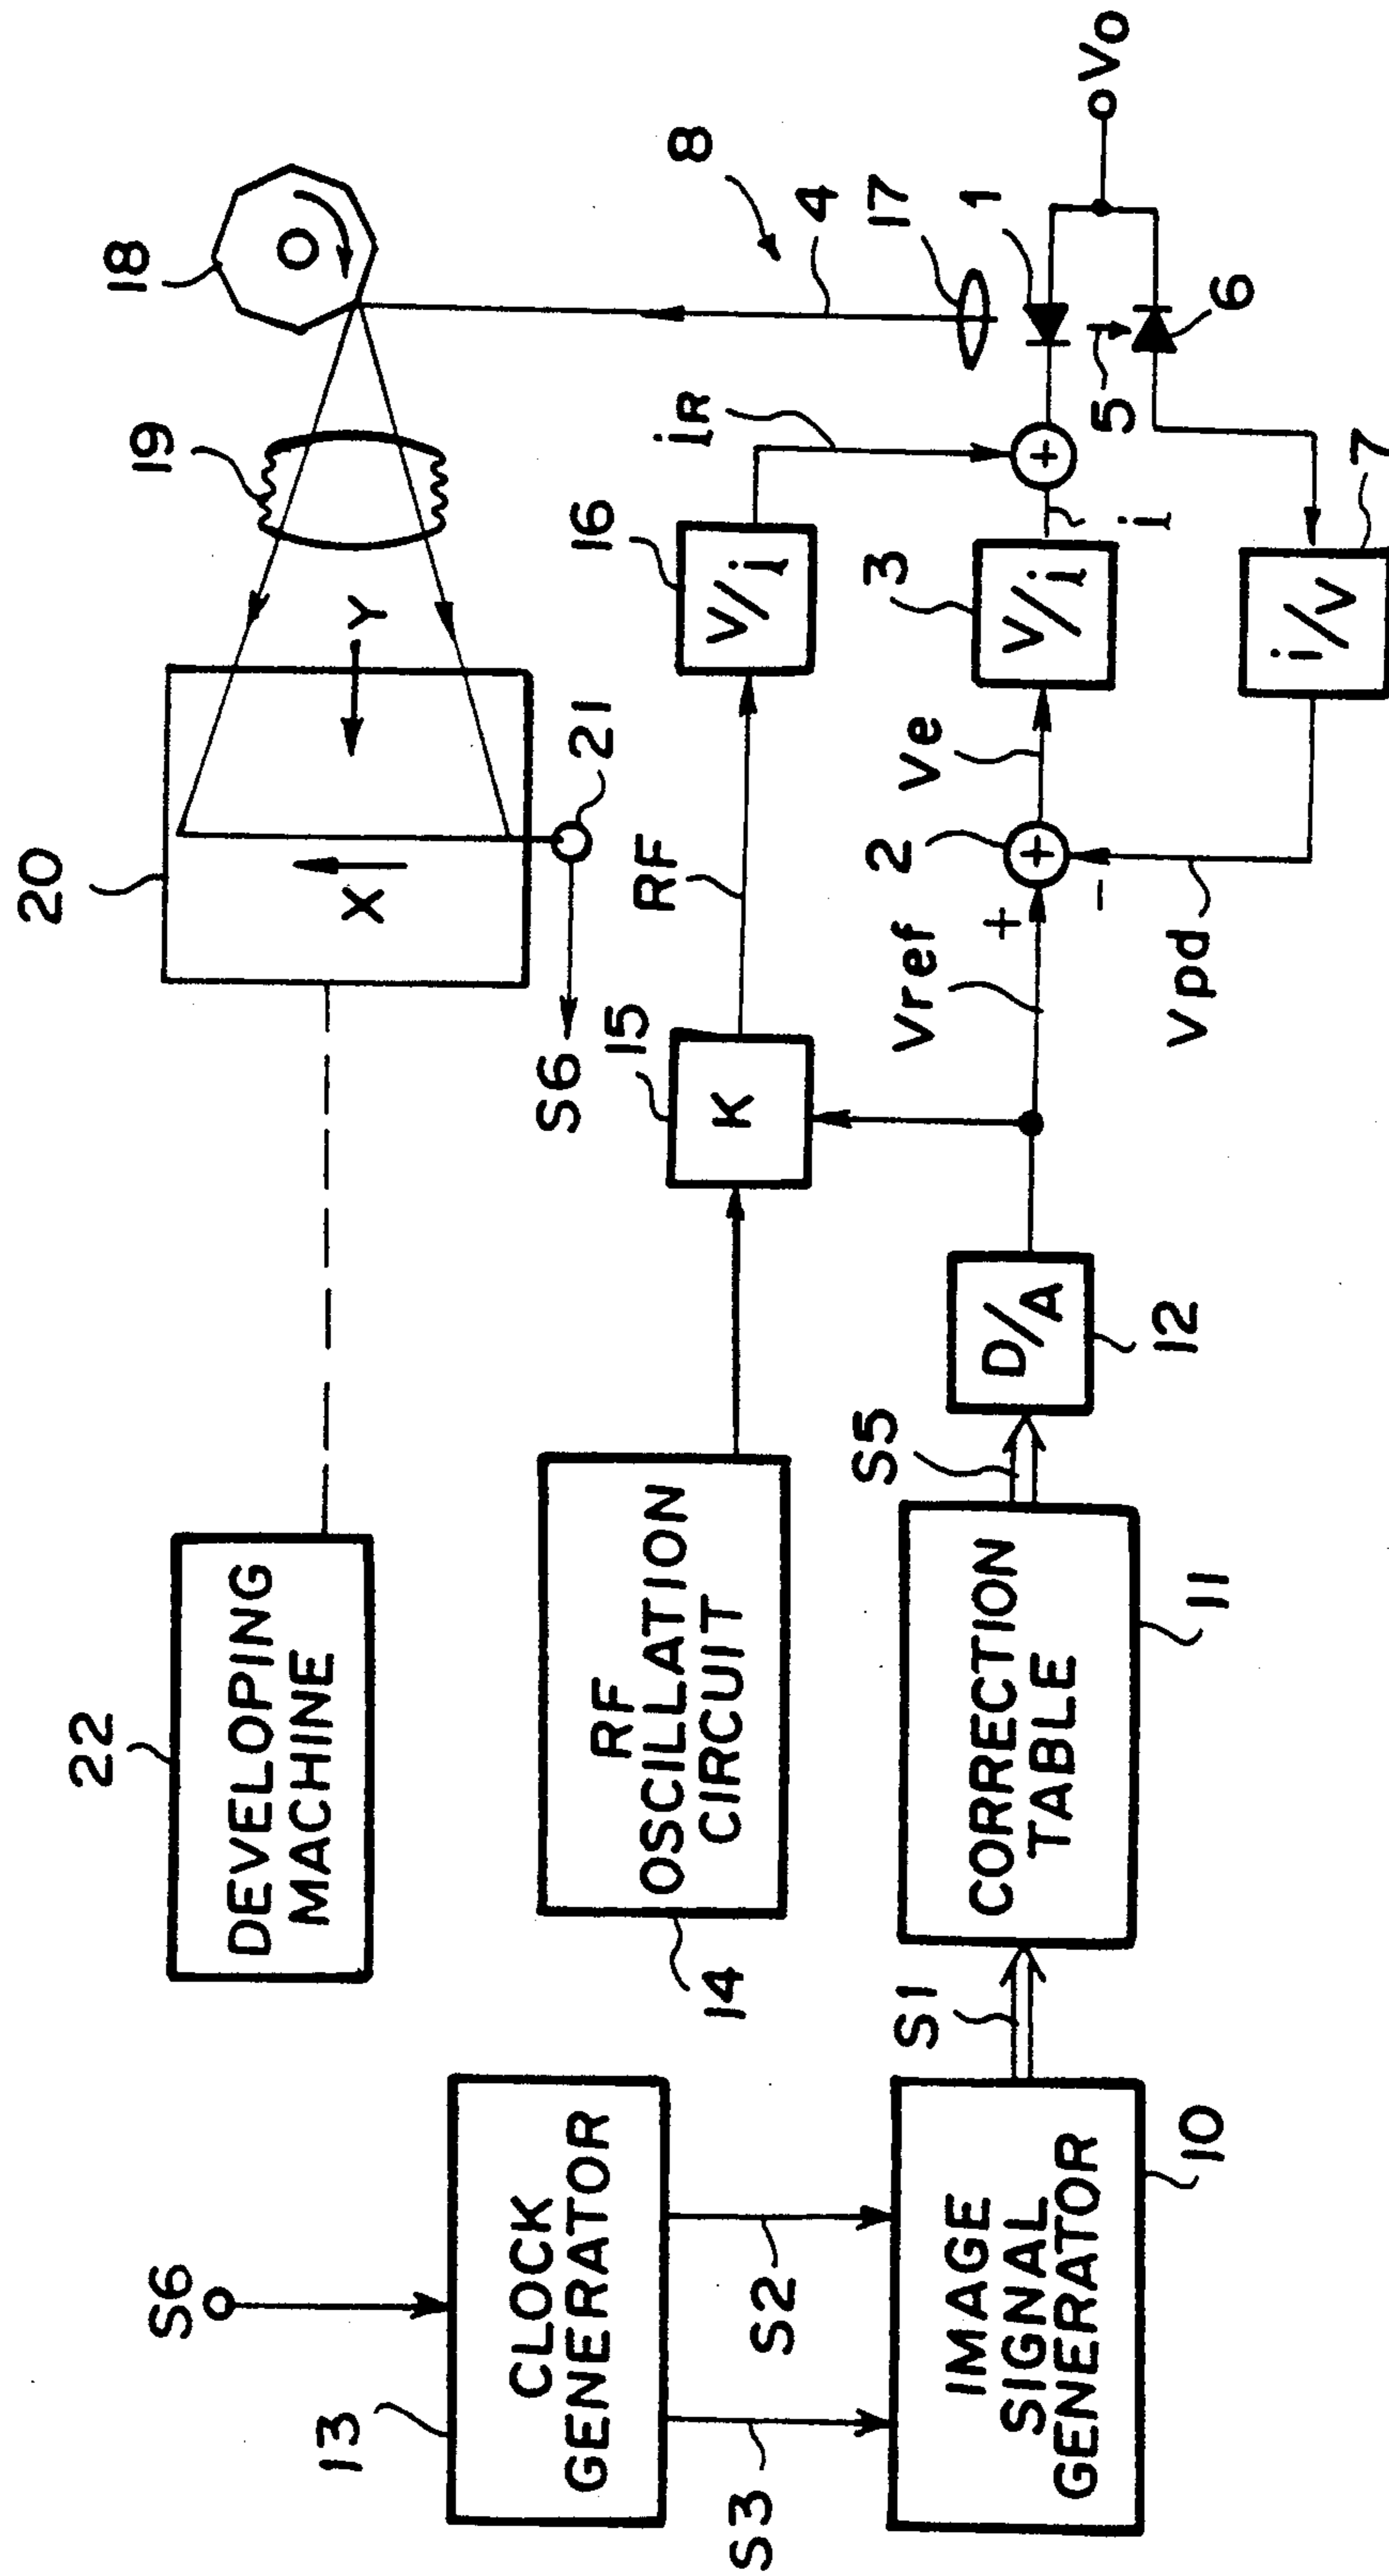 22
DEVELOPING
MACHINE
20
X
Y
19
18
21
S6
S6
13
CLOCK
GENERATOR
S3
S2
14
RF
OSCILLATION
CIRCUIT
15
K
RF
16
V/i
iR
4
8
17
1
10
IMAGE
SIGNAL
GENERATOR
S1
11
CORRECTION
TABLE
S5
12
D/A
Vref
+
-
2
+
Ve
3
V/i
i
+
5
6
Vo
Vpd
7
i/V